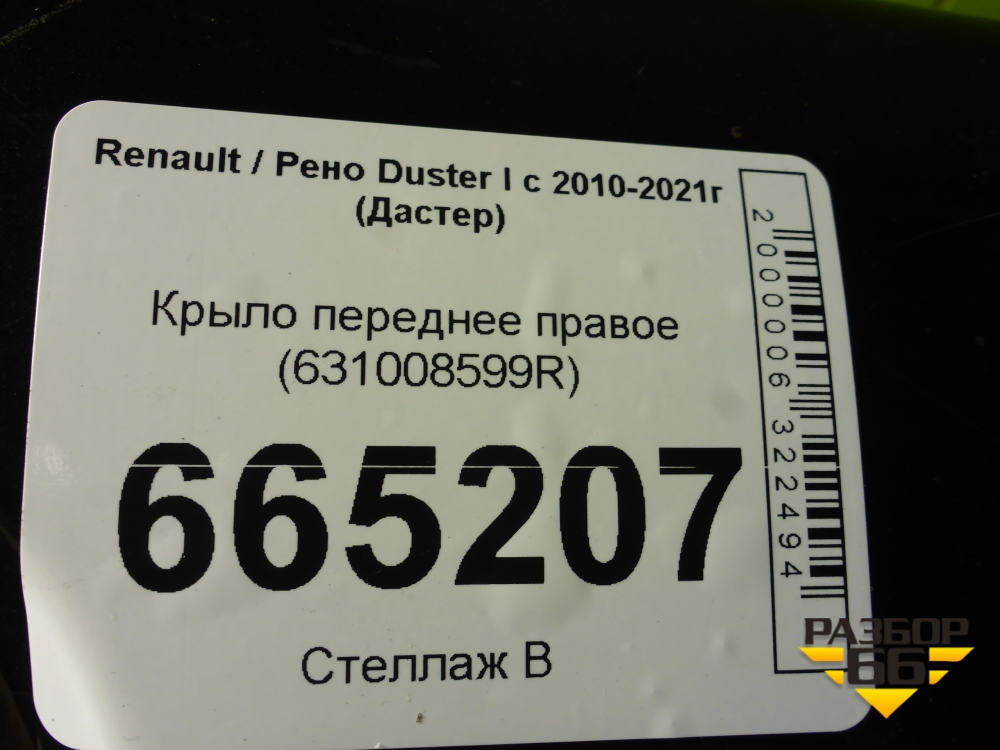 Renault / Рено Duster I с 2010-2021г
(Дастер)
Крыло переднее правое
(631008599R)
665207
Стеллаж В
2000006322494
РАЗБОР
66